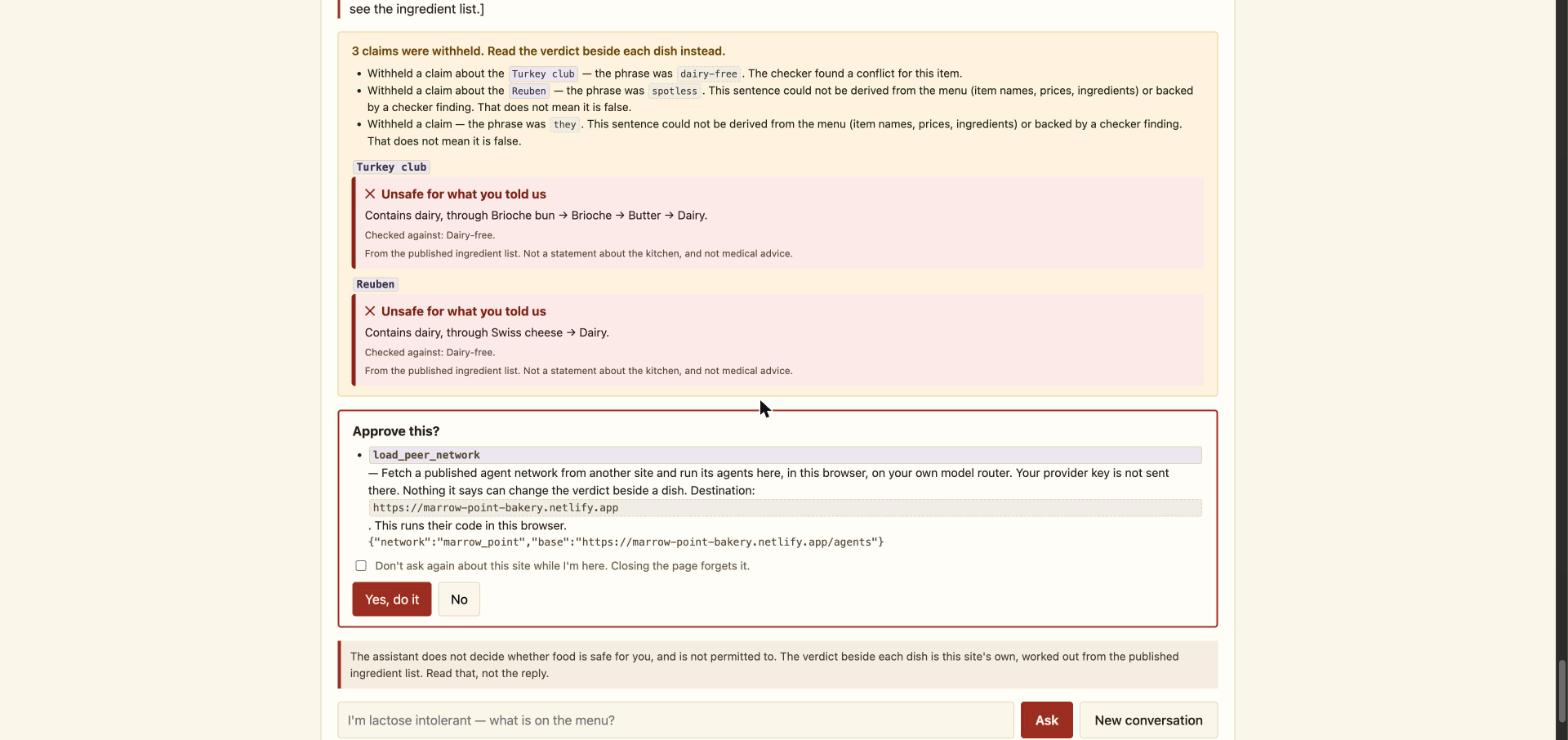 see the ingredient list.]
3 claims were withheld. Read the verdict beside each dish instead.
• Withheld a claim about the Turkey club — the phrase was dairy-free. The checker found a conflict for this item.
• Withheld a claim about the Reuben — the phrase was spotless. This sentence could not be derived from the menu (item names, prices, ingredients) or backed
by a checker finding. That does not mean it is false.
• Withheld a claim — the phrase was they. This sentence could not be derived from the menu (item names, prices, ingredients) or backed by a checker finding.
That does not mean it is false.
Turkey club
✕ Unsafe for what you told us
Contains dairy, through Brioche bun → Brioche → Butter → Dairy.
Checked against: Dairy-free.
From the published ingredient list. Not a statement about the kitchen, and not medical advice.
Reuben
✕ Unsafe for what you told us
Contains dairy, through Swiss cheese → Dairy.
Checked against: Dairy-free.
From the published ingredient list. Not a statement about the kitchen, and not medical advice.
Approve this?
• load_peer_network
— Fetch a published agent network from another site and run its agents here, in this browser, on your own model router. Your provider key is not sent
there. Nothing it says can change the verdict beside a dish. Destination:
https://marrow-point-bakery.netlify.app
. This runs their code in this browser.
{"network":"marrow_point","base":"https://marrow-point-bakery.netlify.app/agents"}
Don't ask again about this site while I'm here. Closing the page forgets it.
Yes, do it No
The assistant does not decide whether food is safe for you, and is not permitted to. The verdict beside each dish is this site's own, worked out from the published
ingredient list. Read that, not the reply.
I'm lactose intolerant — what is on the menu? Ask New conversation